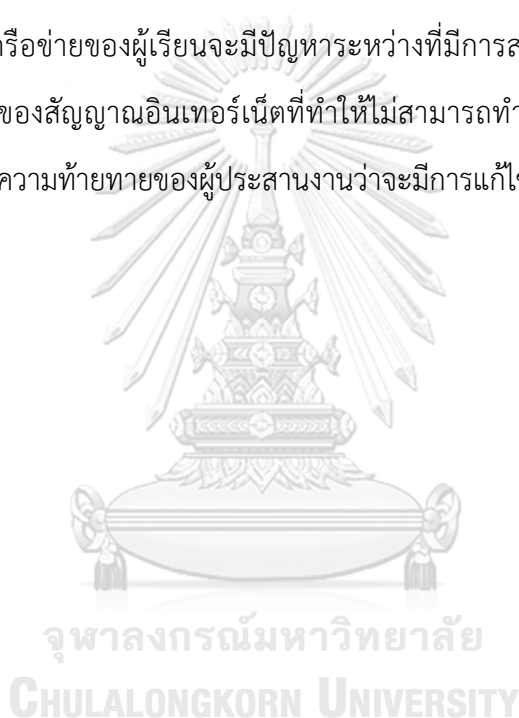 รือข่ายของผู้เรียนจะมีปัญหาระหว่างที่มีการส
ของสัญญาณอินเทอร์เน็ตที่ทำให้ไม่สามารถทำ
ความท้ายทายของผู้ประสานงานว่าจะมีการแก้ไข
จุฬาลงกรณ์มหาวิทยาลัย
CHULALONGKORN UNIVERSITY